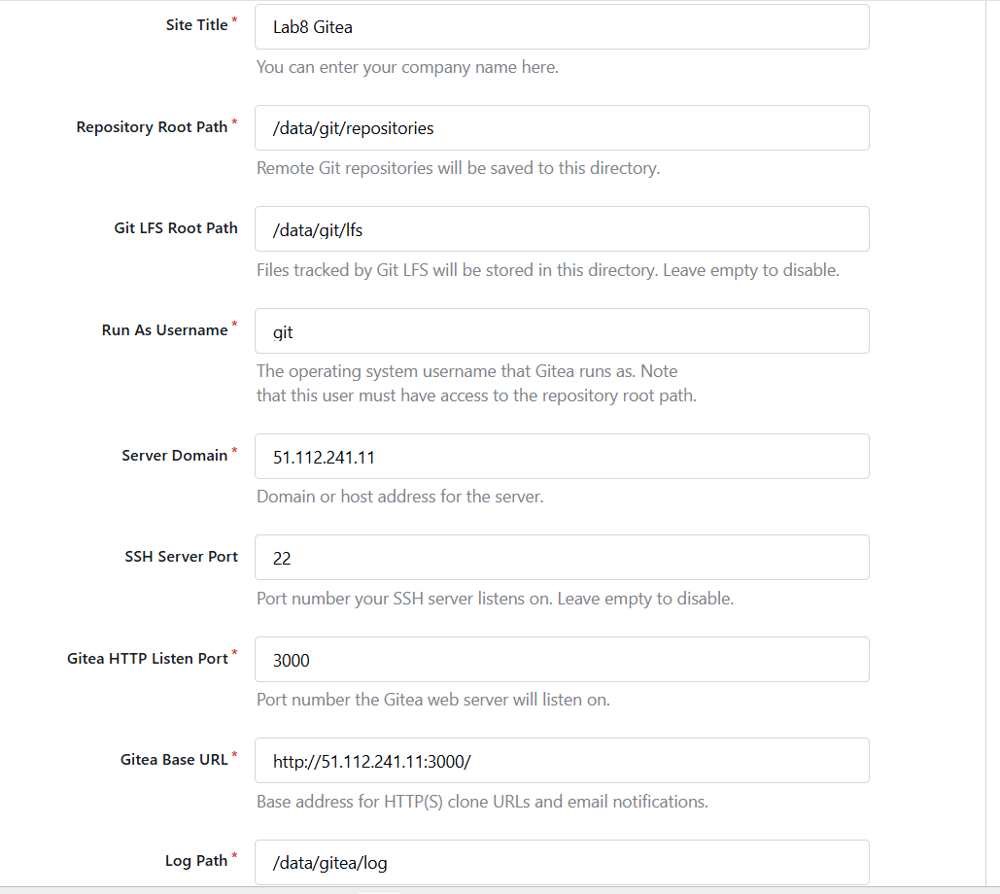 Site Title *
Lab8 Gitea
You can enter your company name here.
Repository Root Path *
/data/git/repositories
Remote Git repositories will be saved to this directory.
Git LFS Root Path
/data/git/lfs
Files tracked by Git LFS will be stored in this directory. Leave empty to disable.
Run As Username *
git
The operating system username that Gitea runs as. Note
that this user must have access to the repository root path.
Server Domain *
51.112.241.11
Domain or host address for the server.
SSH Server Port
22
Port number your SSH server listens on. Leave empty to disable.
Gitea HTTP Listen Port *
3000
Port number the Gitea web server will listen on.
Gitea Base URL *
http://51.112.241.11:3000/
Base address for HTTP(S) clone URLs and email notifications.
Log Path *
/data/gitea/log